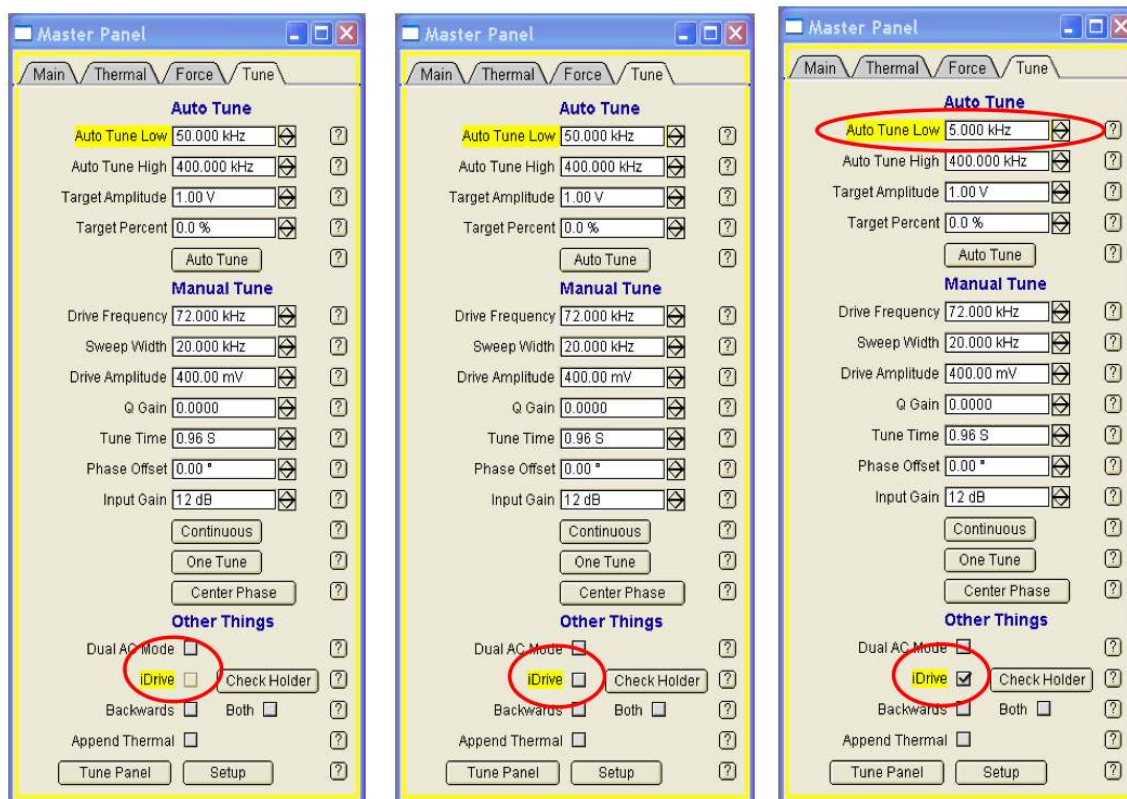 Master Panel
Main Thermal Force Tune
Auto Tune
Auto Tune Low 50.000 kHz ?
Auto Tune High 400.000 kHz ?
Target Amplitude 1.00 V ?
Target Percent 0.0 % ?
Auto Tune ?
Manual Tune
Drive Frequency 72.000 kHz ?
Sweep Width 20.000 kHz ?
Drive Amplitude 400.00 mV ?
Q Gain 0.0000 ?
Tune Time 0.96 S ?
Phase Offset 0.00 ° ?
Input Gain 12 dB ?
Continuous ?
One Tune ?
Center Phase ?
Other Things
Dual AC Mode ?
iDrive Check Holder ?
Backwards Both ?
Append Thermal ?
Tune Panel Setup ?
Master Panel
Main Thermal Force Tune
Auto Tune
Auto Tune Low 50.000 kHz ?
Auto Tune High 400.000 kHz ?
Target Amplitude 1.00 V ?
Target Percent 0.0 % ?
Auto Tune ?
Manual Tune
Drive Frequency 72.000 kHz ?
Sweep Width 20.000 kHz ?
Drive Amplitude 400.00 mV ?
Q Gain 0.0000 ?
Tune Time 0.96 S ?
Phase Offset 0.00 ° ?
Input Gain 12 dB ?
Continuous ?
One Tune ?
Center Phase ?
Other Things
Dual AC Mode ?
iDrive Check Holder ?
Backwards Both ?
Append Thermal ?
Tune Panel Setup ?
Master Panel
Main Thermal Force Tune
Auto Tune
Auto Tune Low 5.000 kHz ?
Auto Tune High 400.000 kHz ?
Target Amplitude 1.00 V ?
Target Percent 0.0 % ?
Auto Tune ?
Manual Tune
Drive Frequency 72.000 kHz ?
Sweep Width 20.000 kHz ?
Drive Amplitude 400.00 mV ?
Q Gain 0.0000 ?
Tune Time 0.96 S ?
Phase Offset 0.00 ° ?
Input Gain 12 dB ?
Continuous ?
One Tune ?
Center Phase ?
Other Things
Dual AC Mode ?
iDrive Check Holder ?
Backwards Both ?
Append Thermal ?
Tune Panel Setup ?